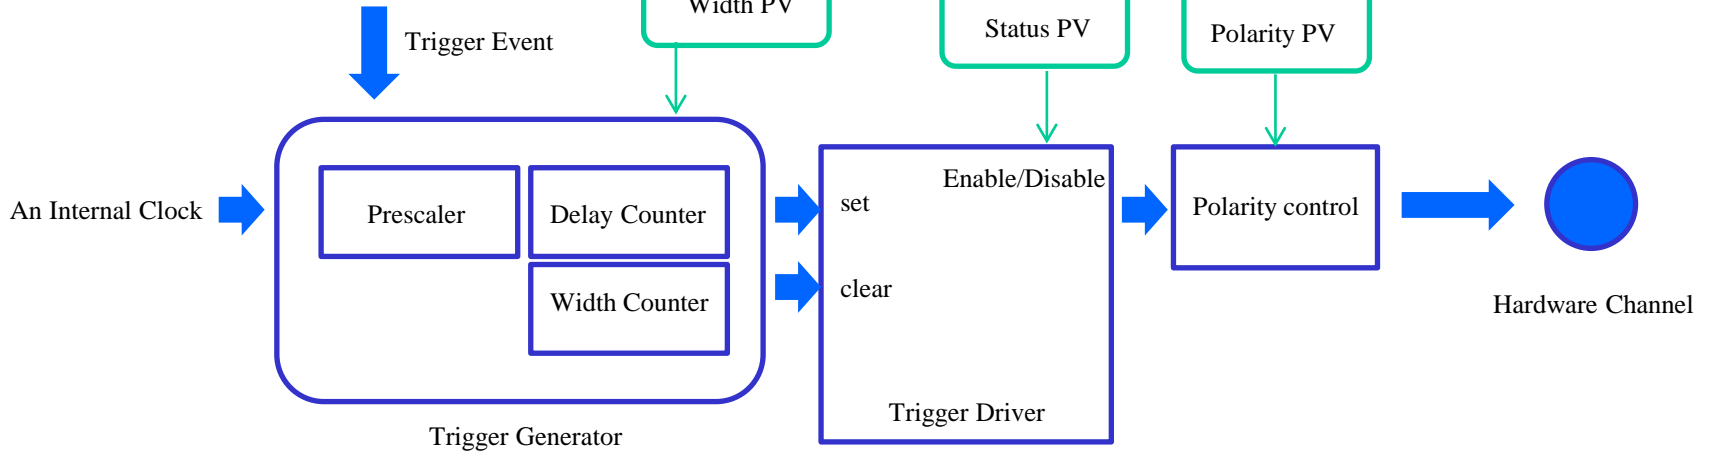 Width PV
Status PV
Polarity PV
Trigger Event
Enable/Disable
An Internal Clock
Prescaler
Delay Counter
set
Polarity control
Width Counter
clear
Hardware Channel
Trigger Driver
Trigger Generator